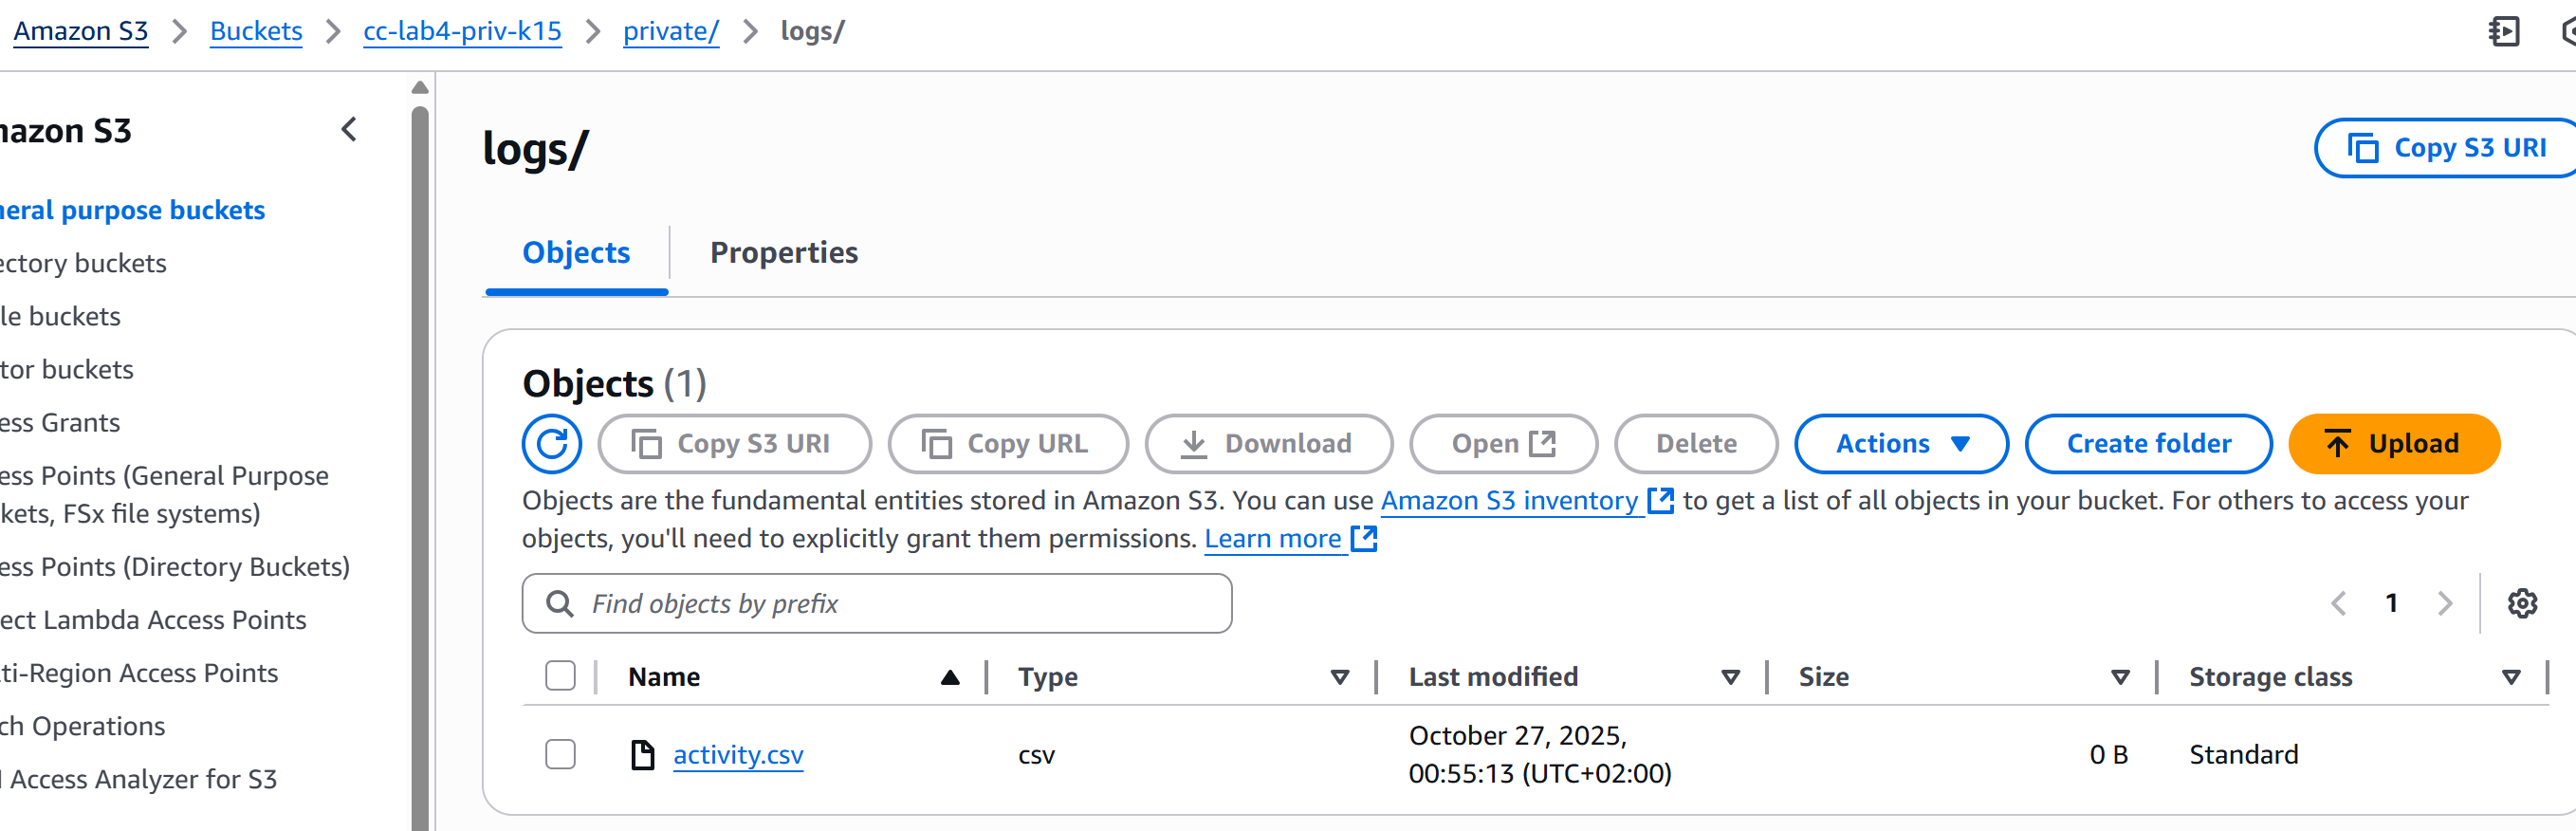 Amazon S3 > Buckets > cc-lab4-priv-k15 > private/ > logs/
nazon S3
neral purpose buckets
ectory buckets
le buckets
tor buckets
ess Grants
ess Points (General Purpose
kets, FSx file systems)
ess Points (Directory Buckets)
ect Lambda Access Points
ti-Region Access Points
ch Operations
Access Analyzer for S3
logs/
Copy S3 URI
Objects
Properties
Objects (1)
Copy S3 URI
Copy URL
Download
Open
Delete
Actions
Create folder
Upload
Objects are the fundamental entities stored in Amazon S3. You can use Amazon S3 inventory to get a list of all objects in your bucket. For others to access your
objects, you'll need to explicitly grant them permissions. Learn more
Find objects by prefix
1
Name
Type
Last modified
Size
Storage class
activity.csv
csv
October 27, 2025,
00:55:13 (UTC+02:00)
0 B
Standard